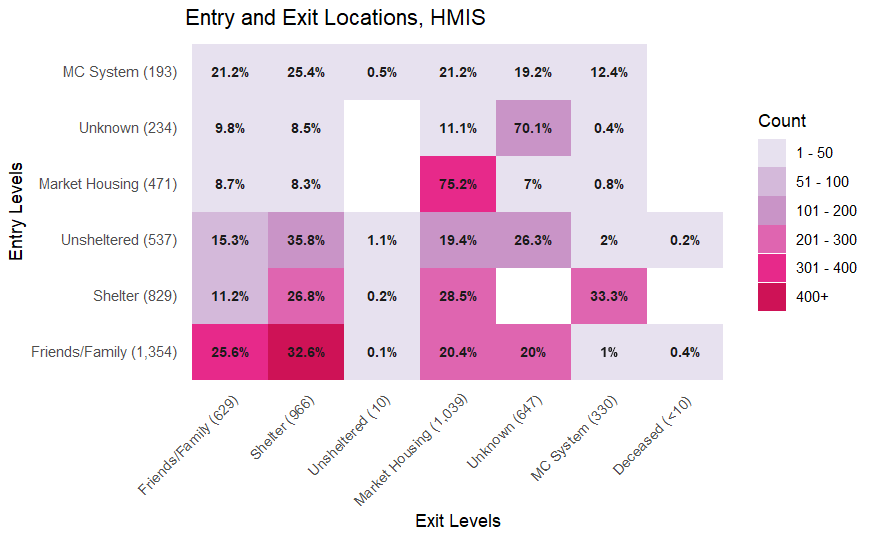 Entry and Exit Locations, HMIS
Entry Levels
MC System (193) 21.2% 25.4% 0.5% 21.2% 19.2% 12.4%
Unknown (234) 9.8% 8.5% 11.1% 70.1% 0.4%
Market Housing (471) 8.7% 8.3% 75.2% 7% 0.8%
Unsheltered (537) 15.3% 35.8% 1.1% 19.4% 26.3% 2% 0.2%
Shelter (829) 11.2% 26.8% 0.2% 28.5% 33.3%
Friends/Family (1,354) 25.6% 32.6% 0.1% 20.4% 20% 1% 0.4%
Friends/Family (629)
Shelter (966)
Unsheltered (10)
Market Housing (1,039)
Unknown (647)
MC System (330)
Deceased (<10)
Exit Levels
Count
1 - 50
51 - 100
101 - 200
201 - 300
301 - 400
400+